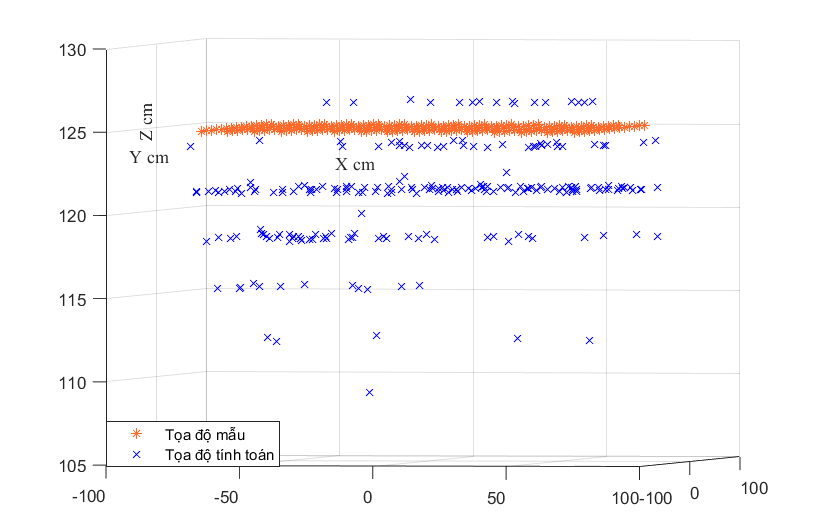 130
125
120
115
110
105
Z cm
Y cm
X cm
Tọa độ mẫu
Tọa độ tính toán
-100
-50
0
50
100
-100
0
100